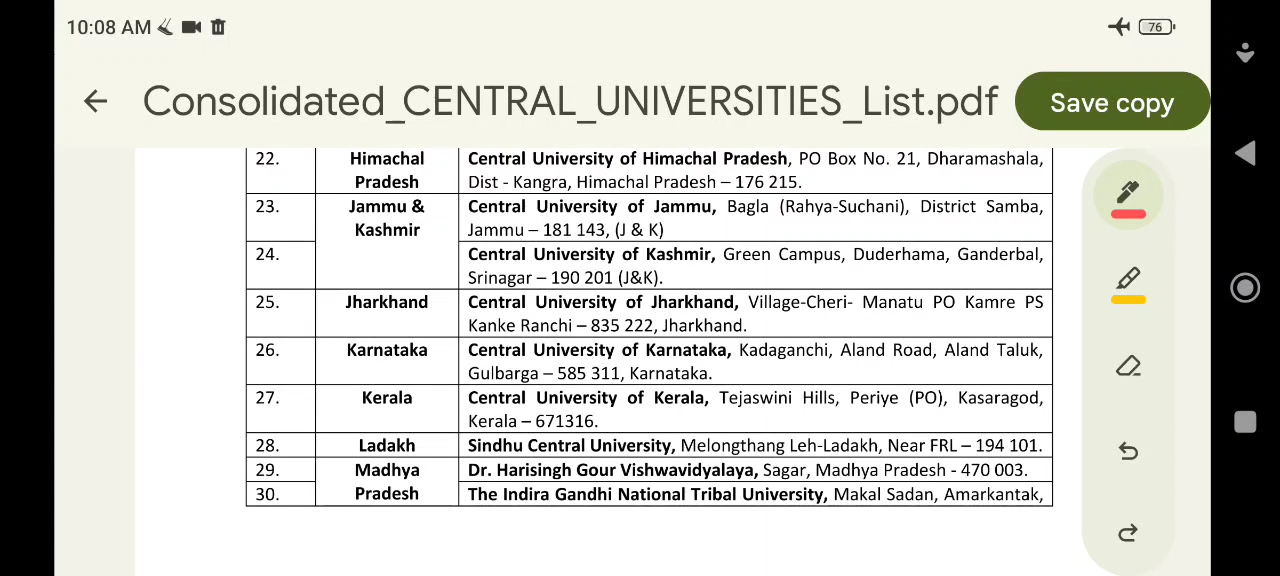 10:08 AM
76
Consolidated_CENTRAL_UNIVERSITIES_List.pdf
Save copy
22. Himachal Central University of Himachal Pradesh, PO Box No. 21, Dharamashala,
Pradesh Dist - Kangra, Himachal Pradesh – 176 215.
23. Jammu & Central University of Jammu, Bagla (Rahya-Suchani), District Samba,
Kashmir Jammu – 181 143, (J & K)
24. Central University of Kashmir, Green Campus, Duderhama, Ganderbal,
Srinagar – 190 201 (J&K).
25. Jharkhand Central University of Jharkhand, Village-Cheri- Manatu PO Kamre PS
Kanke Ranchi – 835 222, Jharkhand.
26. Karnataka Central University of Karnataka, Kadaganchi, Aland Road, Aland Taluk,
Gulbarga – 585 311, Karnataka.
27. Kerala Central University of Kerala, Tejaswini Hills, Periye (PO), Kasaragod,
Kerala – 671316.
28. Ladakh Sindhu Central University, Melongthang Leh-Ladakh, Near FRL – 194 101.
29. Madhya Dr. Harisingh Gour Vishwavidyalaya, Sagar, Madhya Pradesh - 470 003.
30. Pradesh The Indira Gandhi National Tribal University, Makal Sadan, Amarkantak,